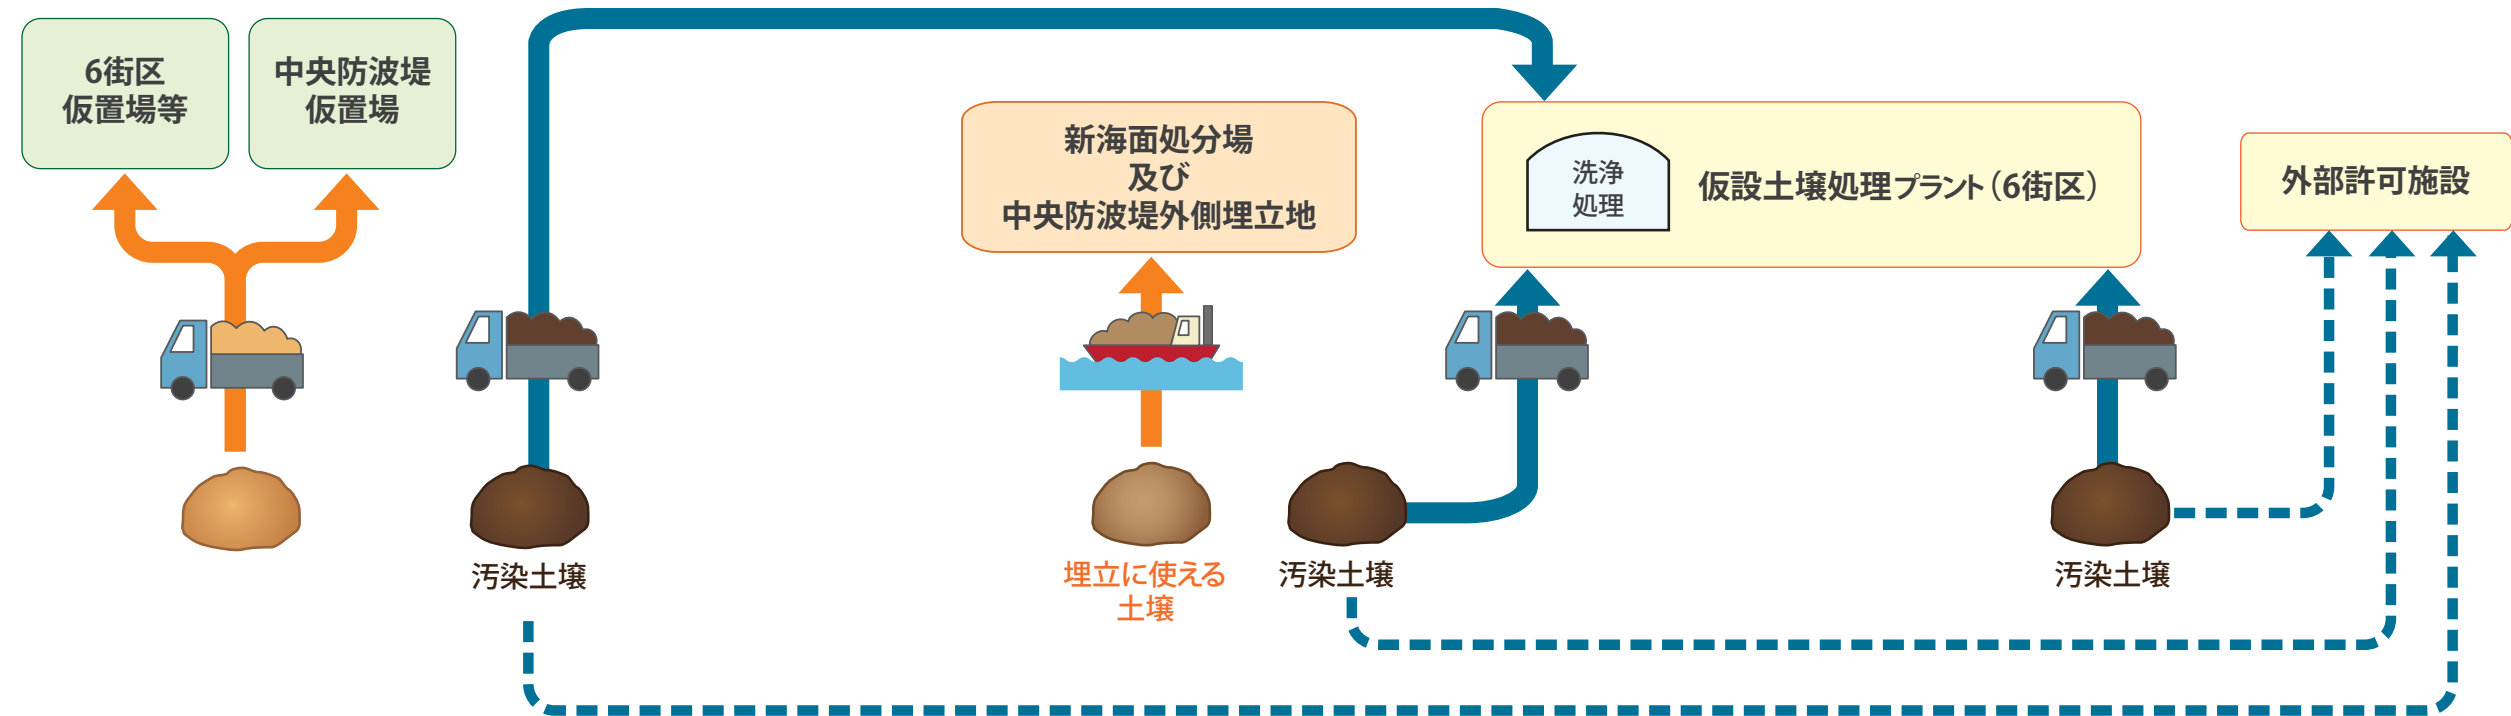 6街区
仮置場等
中央防波堤
仮置場
新海面処分場
及び
中央防波堤外側埋立地
洗浄
処理
仮設土壌処理プラント（6街区）
外部許可施設
汚染土壌
埋立に使える
土壌
汚染土壌
汚染土壌